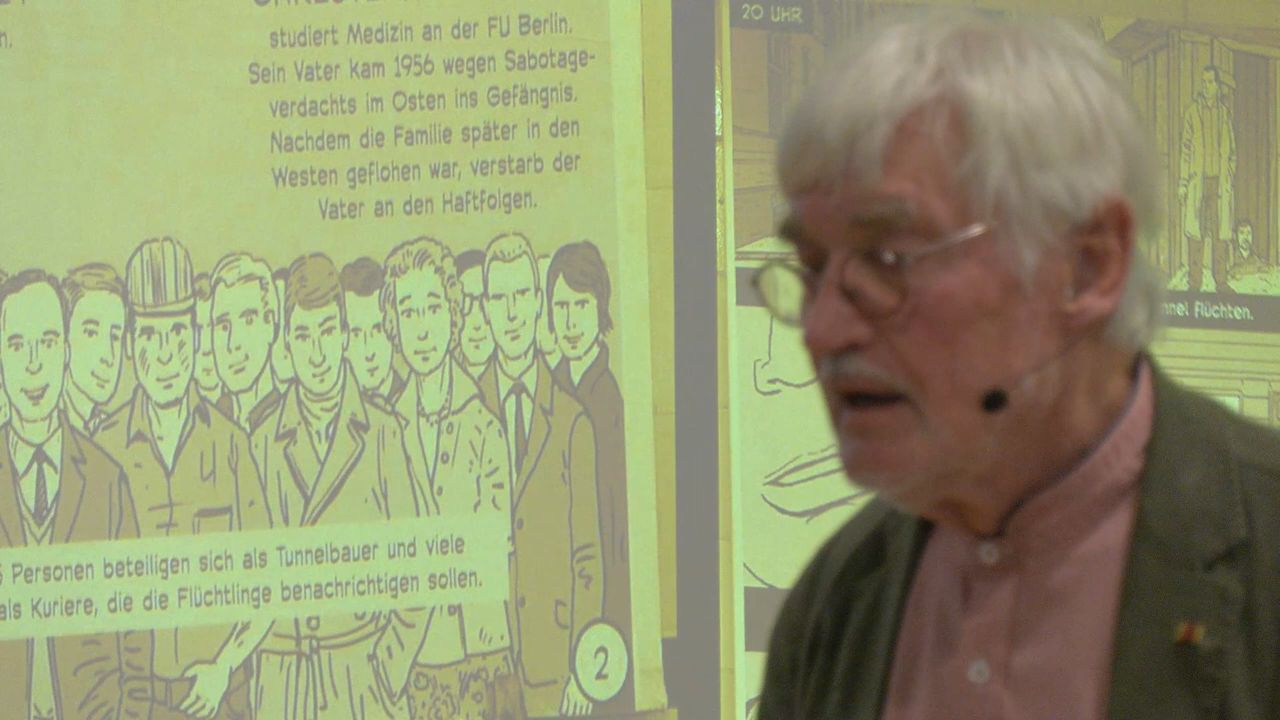 studiert Medizin an der FU Berlin.
Sein Vater kam 1956 wegen Sabotage-
verdachts im Osten ins Gefängnis.
Nachdem die Familie später in den
Westen geflohen war, verstarb der
Vater an den Haftfolgen.
Personen beteiligen sich als Tunnelbauer und viele
als Kuriere, die die Flüchtlinge benachrichtigen sollen.
2
20 UHR
flüchten.